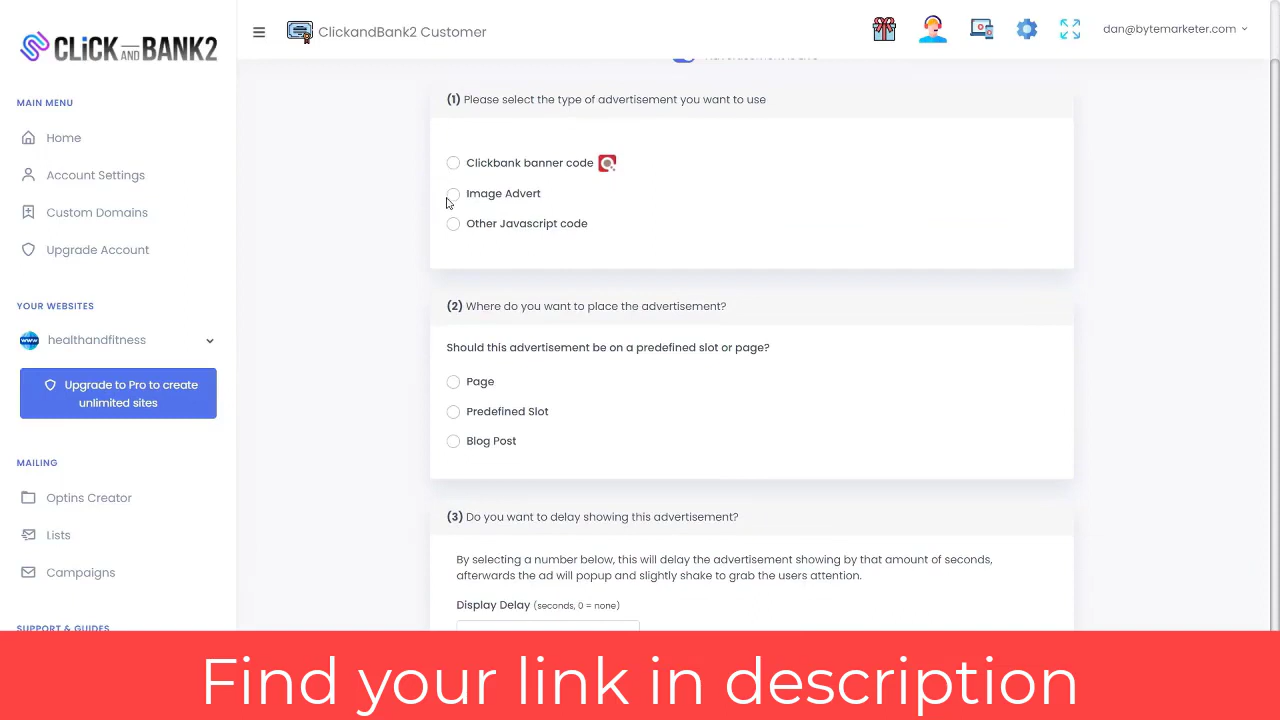 CLiCK AND BANK2
ClickandBank2 Customer
dan@bytemarketer.com
MAIN MENU
Home
Account Settings
Custom Domains
Upgrade Account
YOUR WEBSITES
www
healthandfitness
Upgrade to Pro to create
unlimited sites
MAILING
Optins Creator
Lists
Campaigns
SUPPORT & GUIDES
(1) Please select the type of advertisement you want to use
Clickbank banner code
Image Advert
Other Javascript code
(2) Where do you want to place the advertisement?
Should this advertisement be on a predefined slot or page?
Page
Predefined Slot
Blog Post
(3) Do you want to delay showing this advertisement?
By selecting a number below, this will delay the advertisement showing by that amount of seconds,
afterwards the ad will popup and slightly shake to grab the users attention.
Display Delay (seconds, 0 = none)
Find your link in description